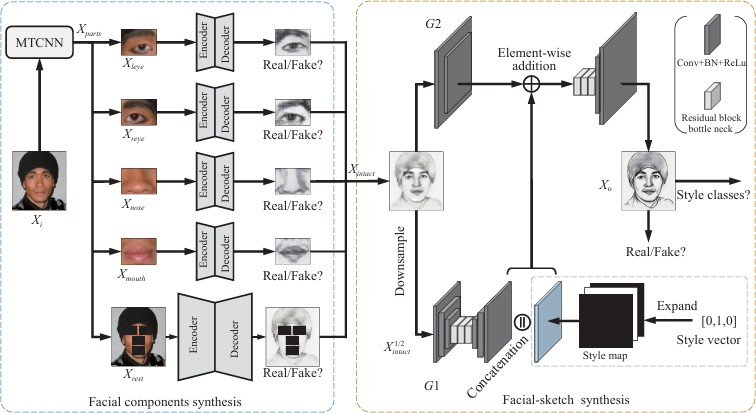 MTCNN
X_parts
X_i
X_leye
Encoder
Decoder
Real/Fake?
X_reye
Encoder
Decoder
Real/Fake?
X_nose
Encoder
Decoder
Real/Fake?
X_mouth
Encoder
Decoder
Real/Fake?
X_rest
Encoder
Decoder
Real/Fake?
Facial components synthesis
X_intact
G2
Element-wise
addition
Conv+BN+ReLu
Residual block
bottle neck
X_o
Style classes?
Real/Fake?
Downsample
X_intact^1/2
G1
Concatenation
Style map
Expand
[0,1,0]
Style vector
Facial-sketch synthesis